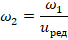 ω₂ = ω₁ / u_ред